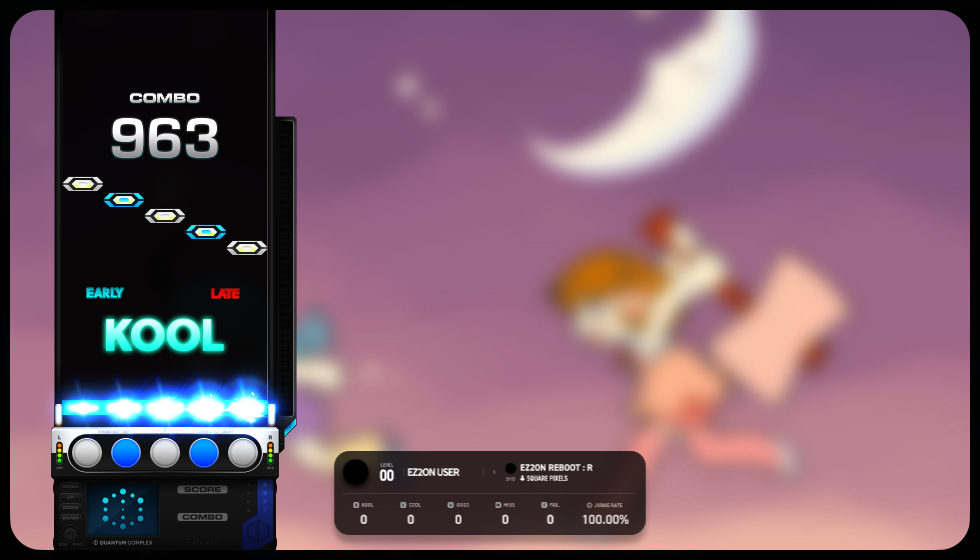 COMBO
963
EARLY LATE
KOOL
L R
SCORE
COMBO
QUANTUM COMPLEX
LEVEL
00 EZ2ON USER
EZ2ON REBOOT : R
SQUARE PIXELS
KOOL COOL GOOD MISS FAIL JUDGE RATE
0 0 0 0 0 100.00%